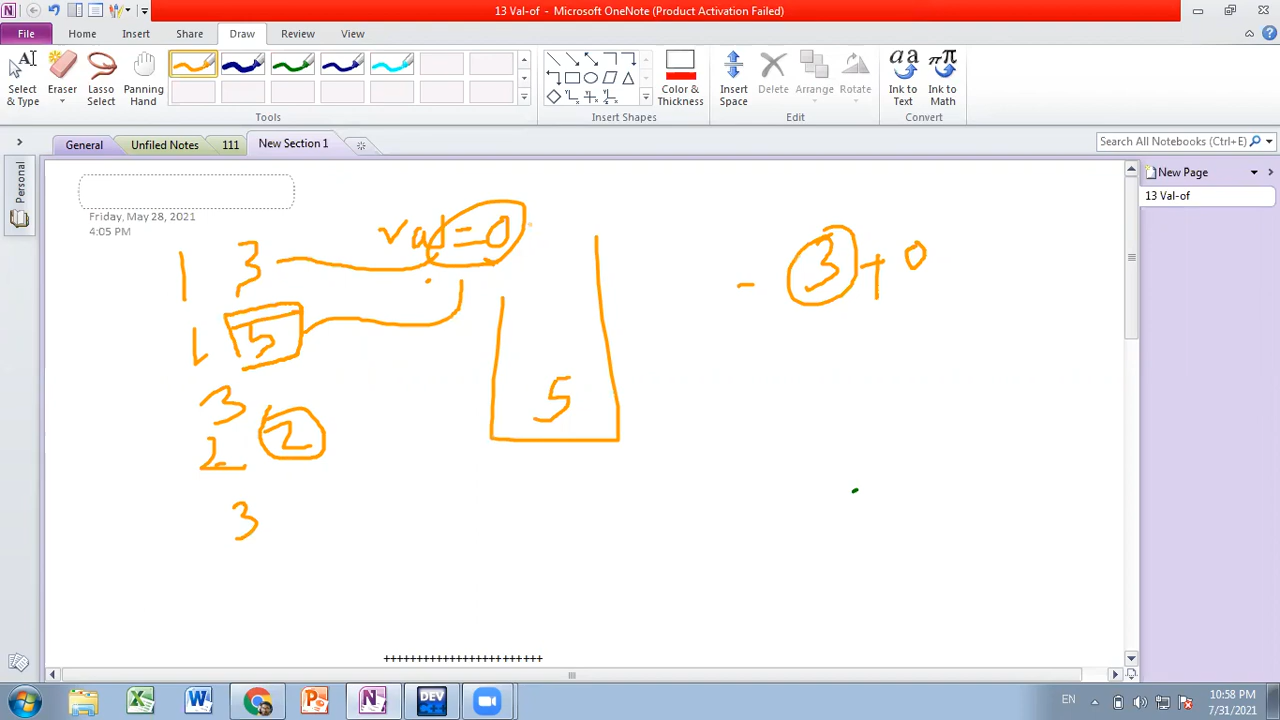 13 Val-of - Microsoft OneNote (Product Activation Failed)
File Home Insert Share Draw Review View
Select & Type
Eraser
Lasso Select
Panning Hand
Color & Thickness
Insert Space
Delete
Arrange
Rotate
Ink to Text
Ink to Math
Tools
Insert Shapes
Edit
Convert
General Unfiled Notes 111 New Section 1
Search All Notebooks (Ctrl+E)
Personal
New Page
13 Val-of
Friday, May 28, 2021
4:05 PM
val=0
1 3
- 3+0
1 5
3
2 2
5
3
++++++++++++++++++++++++
EN
10:58 PM
7/31/2021